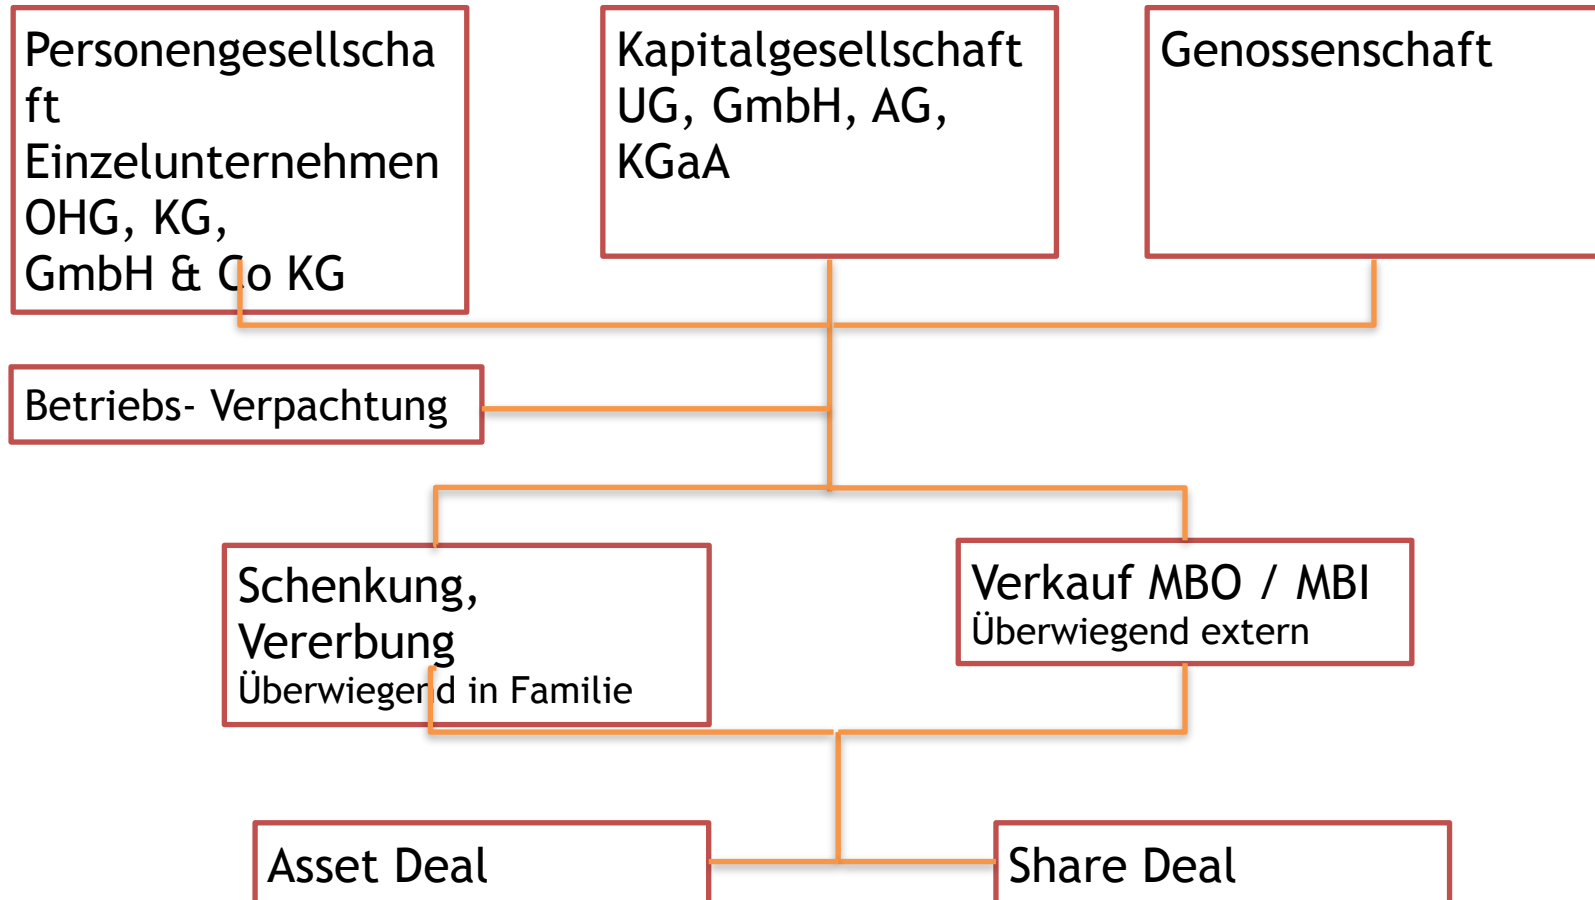 Personengesellscha
ft
Einzelunternehmen
OHG, KG,
GmbH & Co KG
Kapitalgesellschaft
UG, GmbH, AG,
KGaA
Genossenschaft
Betriebs- Verpachtung
Schenkung,
Vererbung
Überwiegend in Familie
Verkauf MBO / MBI
Überwiegend extern
Asset Deal
Share Deal